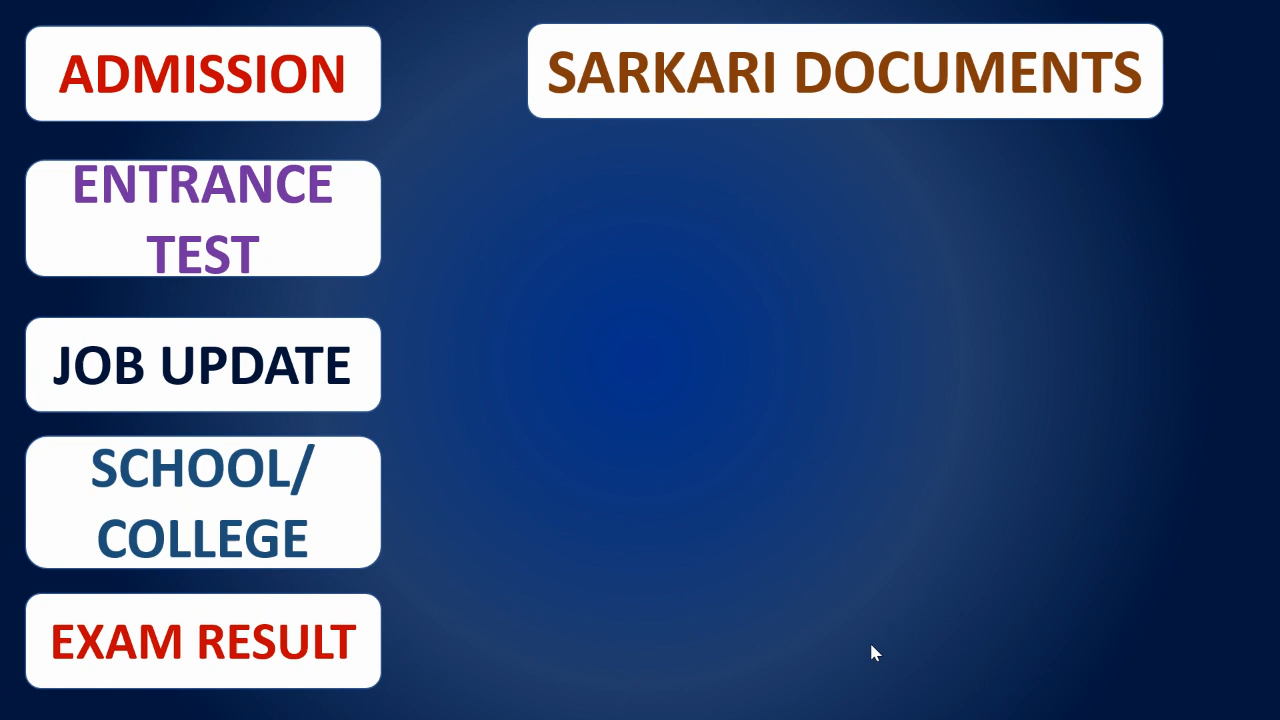 ADMISSION
SARKARI DOCUMENTS
ENTRANCE
TEST
JOB UPDATE
SCHOOL/
COLLEGE
EXAM RESULT